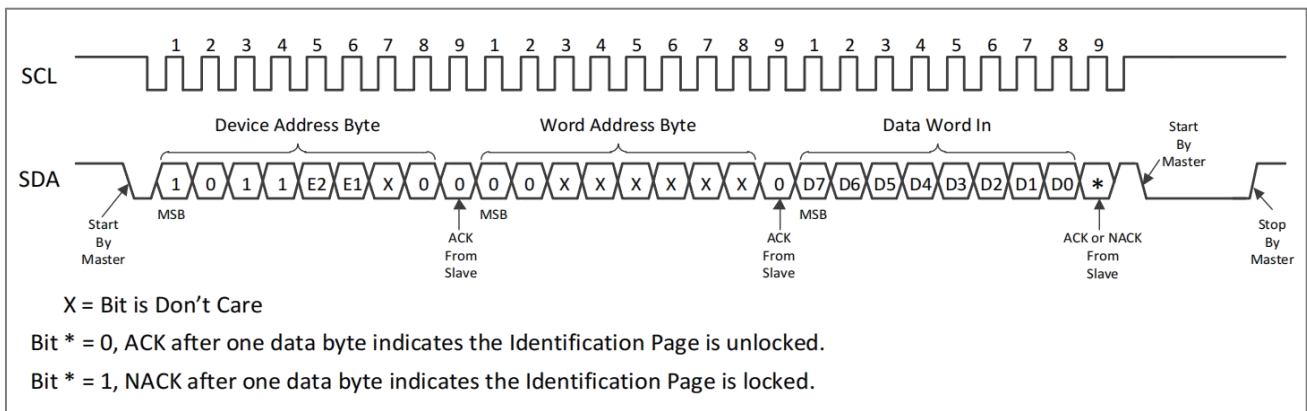 1 2 3 4 5 6 7 8 9 1 2 3 4 5 6 7 8 9 1 2 3 4 5 6 7 8 9
SCL
Device Address Byte Word Address Byte Data Word In
Start
By
Master
SDA
1 0 1 1 E2 E1 X 0 0 0 0 X X X X X X 0 D7 D6 D5 D4 D3 D2 D1 D0 *
MSB MSB MSB
Start
By
Master
ACK
From
Slave
ACK
From
Slave
ACK or NACK
From
Slave
Stop
By
Master
X = Bit is Don’t Care
Bit * = 0, ACK after one data byte indicates the Identification Page is unlocked.
Bit * = 1, NACK after one data byte indicates the Identification Page is locked.